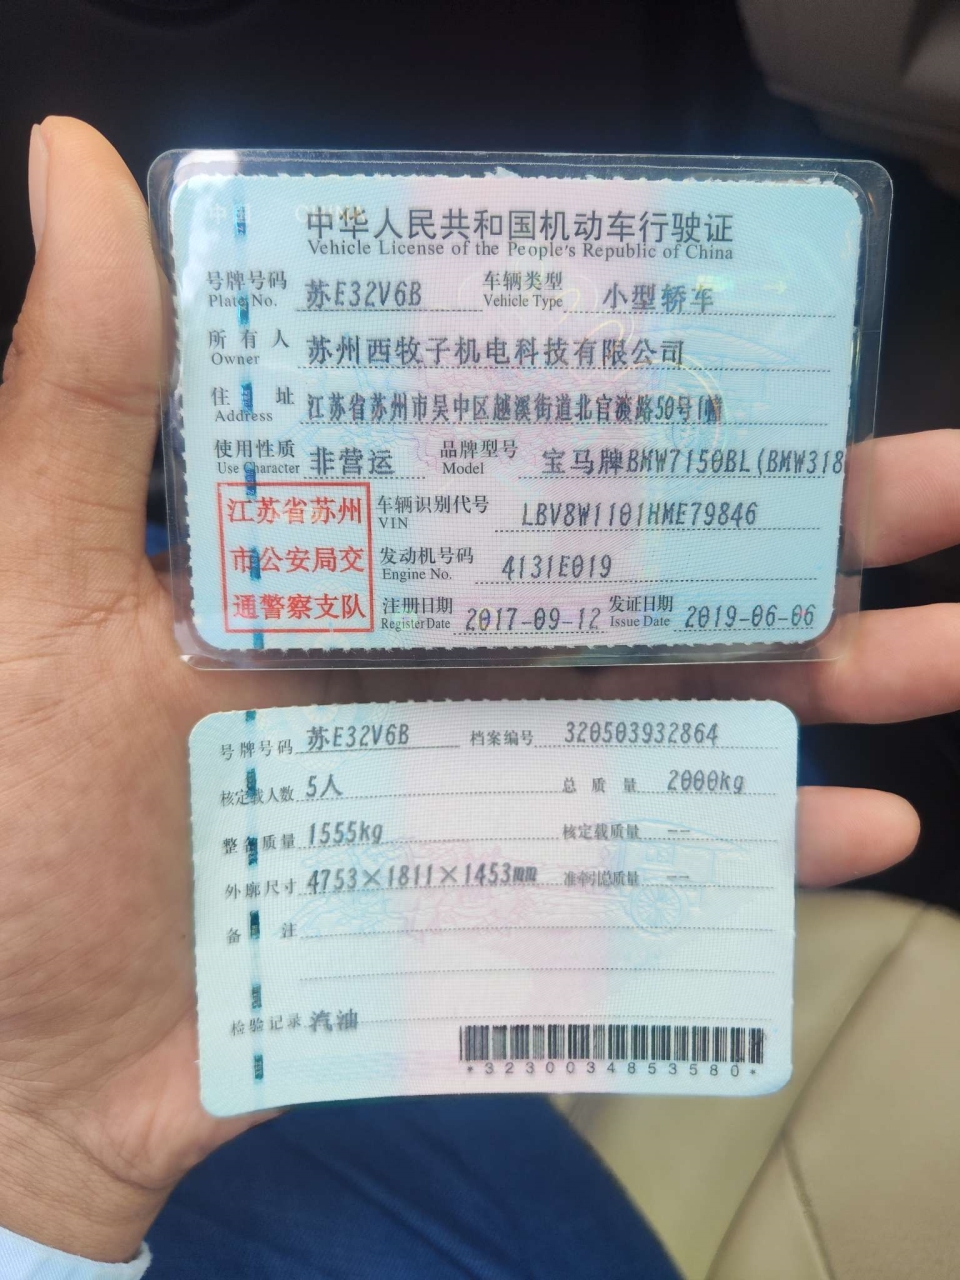 中华人民共和国机动车行驶证
Vehicle License of the People's Republic of China
号牌号码 Plate No. 苏E32V6B 车辆类型 Vehicle Type 小型轿车
所有人 Owner 苏州西牧子机电科技有限公司
住址 Address 江苏省苏州市吴中区越溪街道北官渡路50号1幢
使用性质 Use Character 非营运 品牌型号 Model 宝马牌BMW7150BL(BMW318
江苏省苏州市公安局交通警察支队
车辆识别代号 VIN LBV8W1101HME79846
发动机号码 Engine No. 4131E019
注册日期 Register Date 2017-09-12 发证日期 Issue Date 2019-06-06
号牌号码 苏E32V6B 档案编号 320503932864
核定载人数 5人 总质量 2000kg
整备质量 1555kg 核定载质量 --
外廓尺寸 4753×1811×1453mm 准牵引总质量 --
备注
检验记录 汽油
*3230034853580*